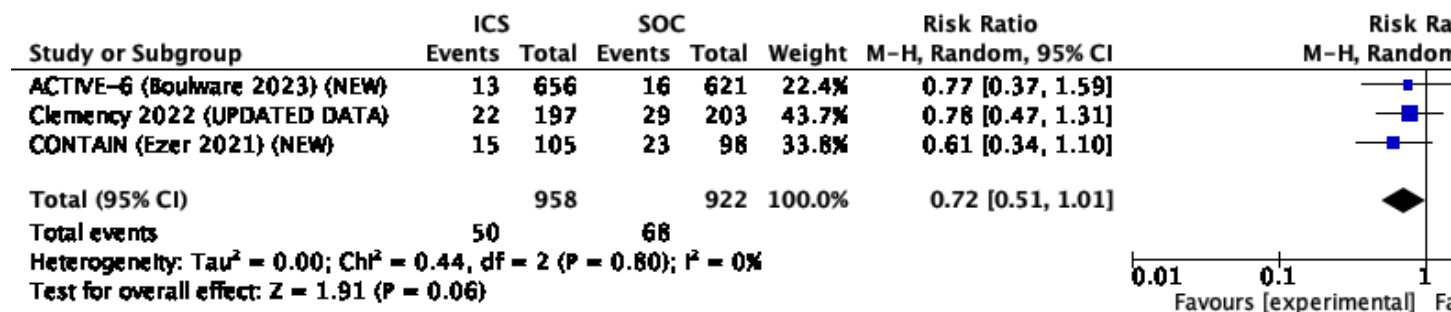 ICS SOC Risk Ratio Risk Ra
Study or Subgroup Events Total Events Total Weight M-H, Random, 95% CI M-H, Random
ACTIVE-6 (Boulware 2023) (NEW) 13 656 16 621 22.4% 0.77 [0.37, 1.59]
Clemency 2022 (UPDATED DATA) 22 197 29 203 43.7% 0.78 [0.47, 1.31]
CONTAIN (Ezer 2021) (NEW) 15 105 23 98 33.8% 0.61 [0.34, 1.10]
Total (95% CI) 958 922 100.0% 0.72 [0.51, 1.01]
Total events 50 68
Heterogeneity: Tau² = 0.00; Chi² = 0.44, df = 2 (P = 0.80); I² = 0%
Test for overall effect: Z = 1.91 (P = 0.06)
0.01 0.1 1
Favours [experimental] Fa